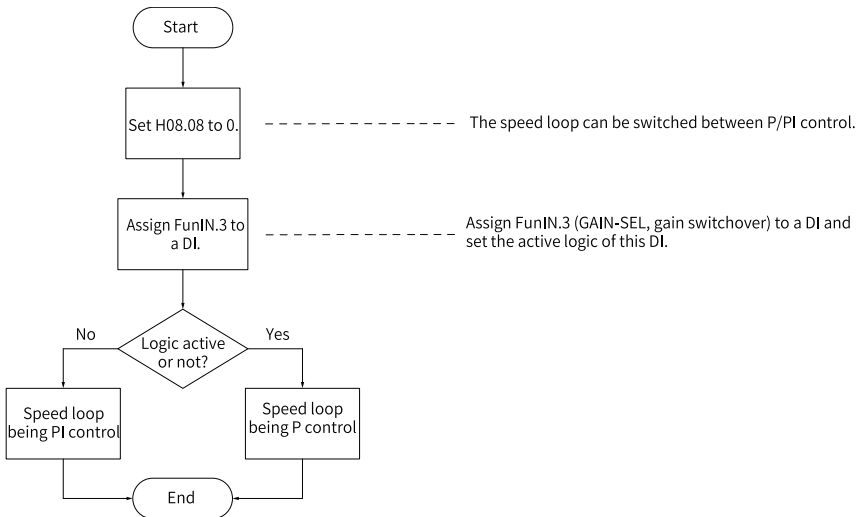 Start
Set H08.08 to 0.
The speed loop can be switched between P/PI control.
Assign FunIN.3 to
a DI.
Assign FunIN.3 (GAIN-SEL, gain switchover) to a DI and
set the active logic of this DI.
No
Yes
Logic active
or not?
Speed loop
being PI control
Speed loop
being P control
End